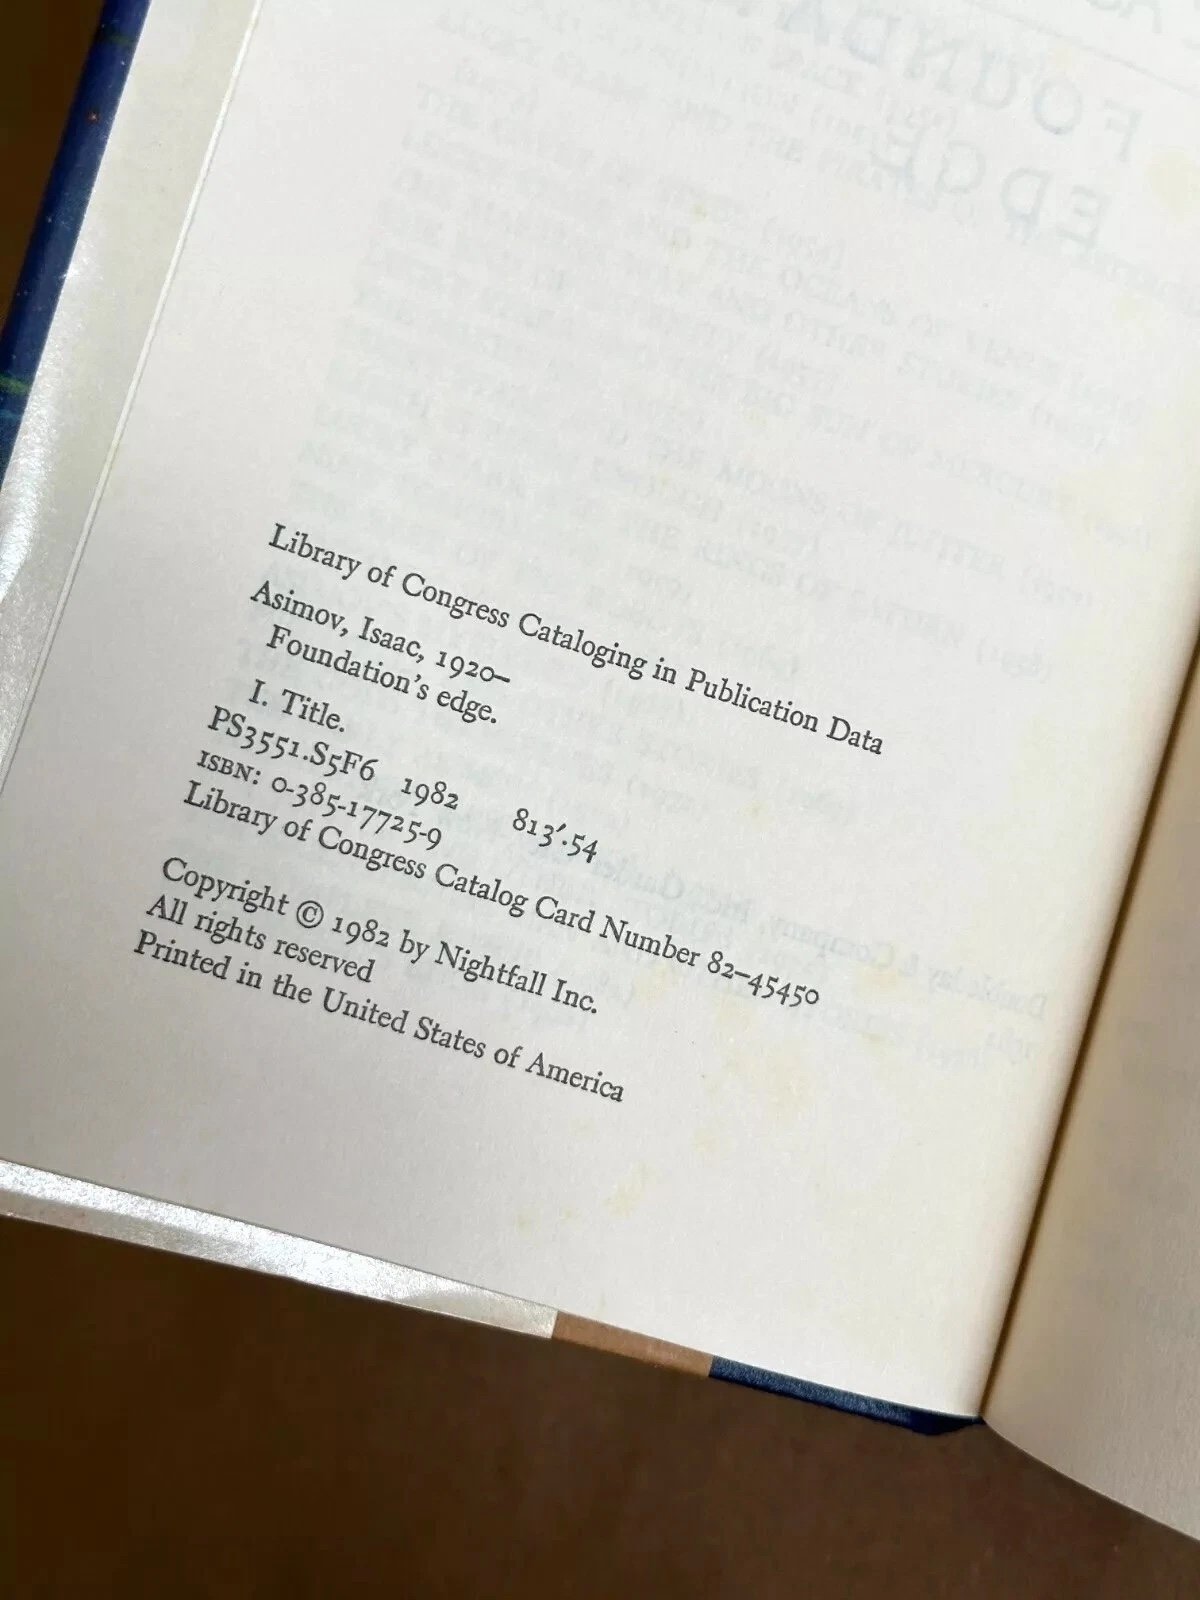 Library of Congress Cataloging in Publication Data
Asimov, Isaac, 1920–
Foundation's edge.
I. Title.
PS3551.S5F6 1982 813'.54
ISBN: 0-385-17725-9
Library of Congress Catalog Card Number 82–45450
Copyright © 1982 by Nightfall Inc.
All rights reserved
Printed in the United States of America